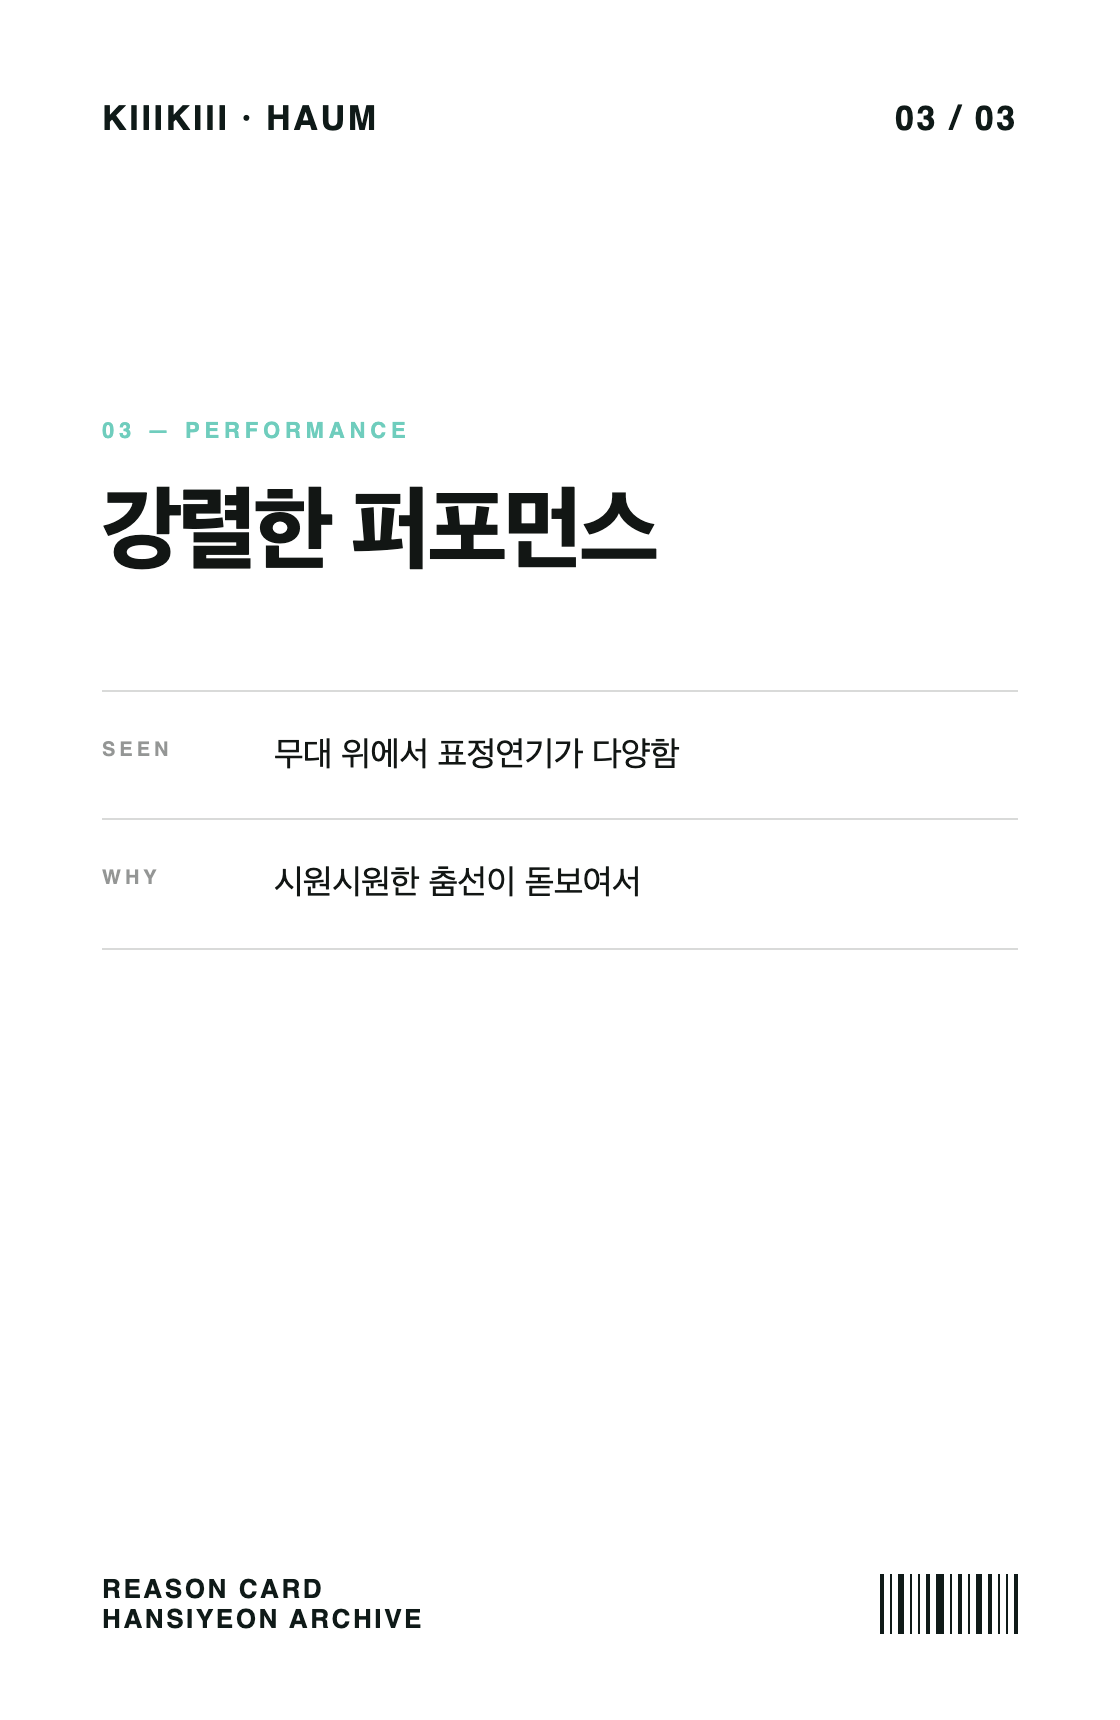 KIIIKIII · HAUM
03 / 03
03 — PERFORMANCE
강렬한 퍼포먼스
SEEN 무대 위에서 표정연기가 다양함
WHY 시원시원한 춤선이 돋보여서
REASON CARD
HANSIYEON ARCHIVE